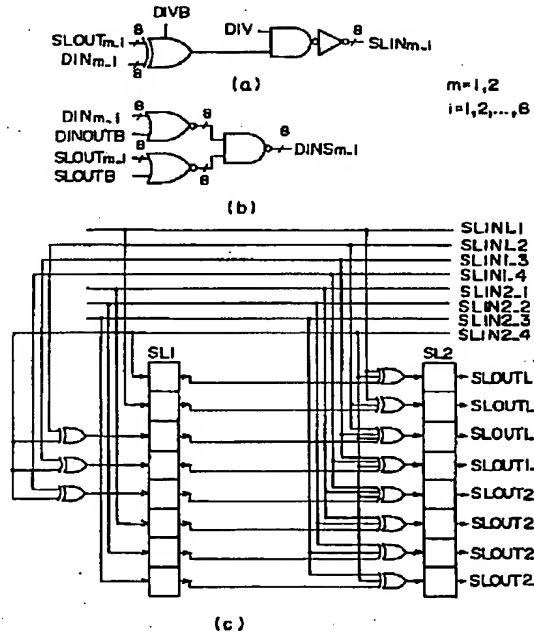 DIVB
8
SLOUTm_i
DINm_i
8
DIV
8
SLINm_i
(a)
m=1,2
i=1,2,...,8
8
DINm_i
DINOUTB
8
8
SLOUTm_i
SLOUTB
8
8
DINSm_i
(b)
SLIN1_1
SLIN1_2
SLIN1_3
SLIN1_4
SLIN2_1
SLIN2_2
SLIN2_3
SLIN2_4
SL1
SL2
SLOUT1
SLOUT1
SLOUT1
SLOUT1
SLOUT2
SLOUT2
SLOUT2
SLOUT2
(c)